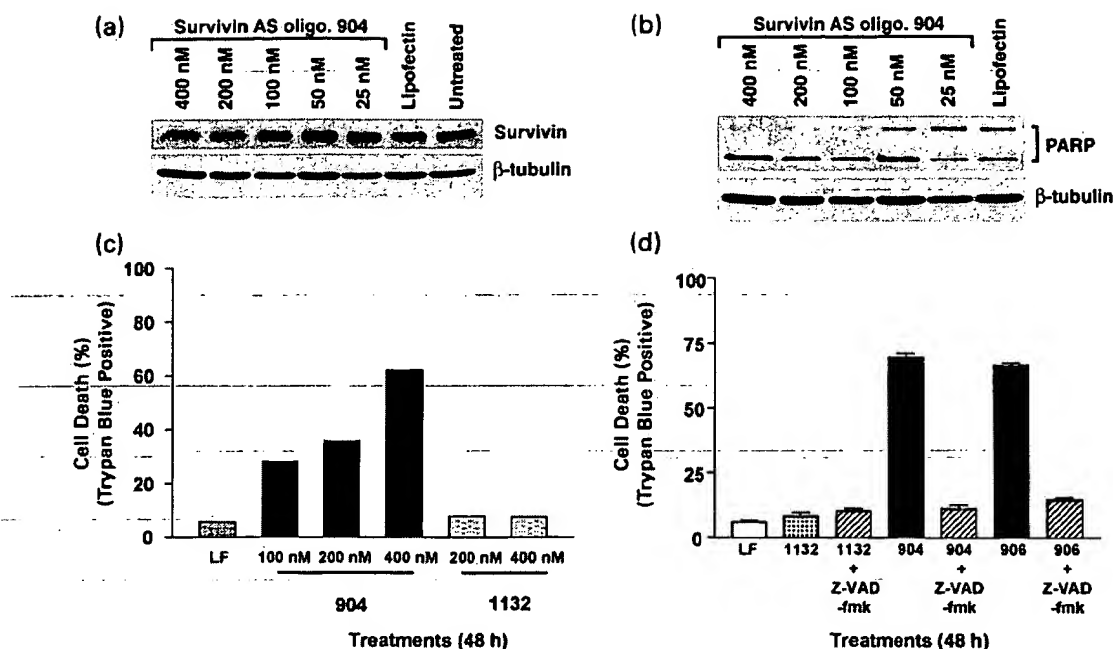 (a)
Survivin AS oligo. 904
400 nM
200 nM
100 nM
50 nM
25 nM
Lipofectin
Untreated
Survivin
β-tubulin
(b)
Survivin AS oligo. 904
400 nM
200 nM
100 nM
50 nM
25 nM
Lipofectin
PARP
β-tubulin
(c)
Cell Death (%)
(Trypan Blue Positive)
100
80
60
40
20
0
LF 100 nM 200 nM 400 nM 200 nM 400 nM
904 1132
Treatments (48 h)
(d)
Cell Death (%)
(Trypan Blue Positive)
100
75
50
25
0
LF 1132 1132 904 904 906 906
+ + +
Z-VAD Z-VAD Z-VAD
-fmk -fmk -fmk
Treatments (48 h)